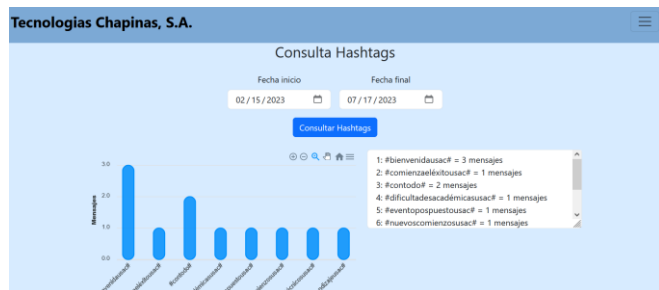 Tecnologias Chapinas, S.A.
Consulta Hashtags
Fecha inicio
Fecha final
02/15/2023
07/17/2023
Consultar Hashtags
3.0
2.0
1.0
0.0
Mensajes
#contodo#
1: #bienvenidausac# = 3 mensajes
2: #comienzaeléxitousac# = 1 mensajes
3: #contodo# = 2 mensajes
4: #dificultadesacadémicasusac# = 1 mensajes
5: #eventopospuestousac# = 1 mensajes
6: #nuevoscomienzosusac# = 1 mensajes